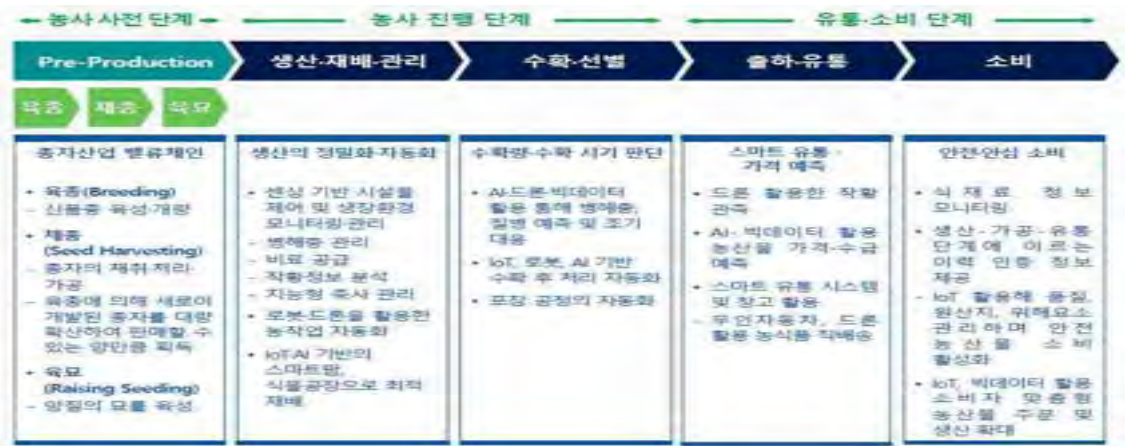 농사 사전 단계
농사 진행 단계
유통·소비 단계
Pre-Production
생산·재배·관리
수확·선별
출하·유통
소비
육종
채종
육묘
종자산업 밸류체인
• 육종(Breeding)
– 신품종 육성·개량
• 채종
(Seed Harvesting)
– 종자의 채취·처리·
가공
– 육종에 의해 새로이
개발된 종자를 대량
확산하여 판매할 수
있는 양만큼 획득
• 육묘
(Raising Seeding)
– 양질의 묘를 육성
생산의 정밀화·자동화
• 센싱 기반 시설물
제어 및 생장환경
모니터링·관리
– 병해충 관리
– 비료 공급
– 작황정보 분석
– 지능형 축사 관리
• 로봇·드론을 활용한
농작업 자동화
• IoT·AI 기반의
스마트팜,
식물공장으로 최적
재배
수확량·수확 시기 판단
• AI·드론·빅데이터
활용 통해 병해충,
질병 예측 및 조기
대응
• IoT, 로봇, AI 기반
수확 후 처리 자동화
• 포장 공정의 자동화
스마트 유통·
가격 예측
• 드론 활용한 작황
관측
• AI·빅데이터 활용
농산물 가격·수급
예측
• 스마트 유통 시스템
및 창고 활용
– 무인자동차, 드론
활용 농식품 직배송
안전·안심 소비
• 식재료 정보
모니터링
• 생산–가공–유통
단계에 이르는
이력 인증 정보
제공
– IoT 활용해 품질,
원산지, 위해요소
관리하며 안전
농산물 소비
활성화
• IoT, 빅데이터 활용
소비자 맞춤형
농산물 주문 및
생산 확대